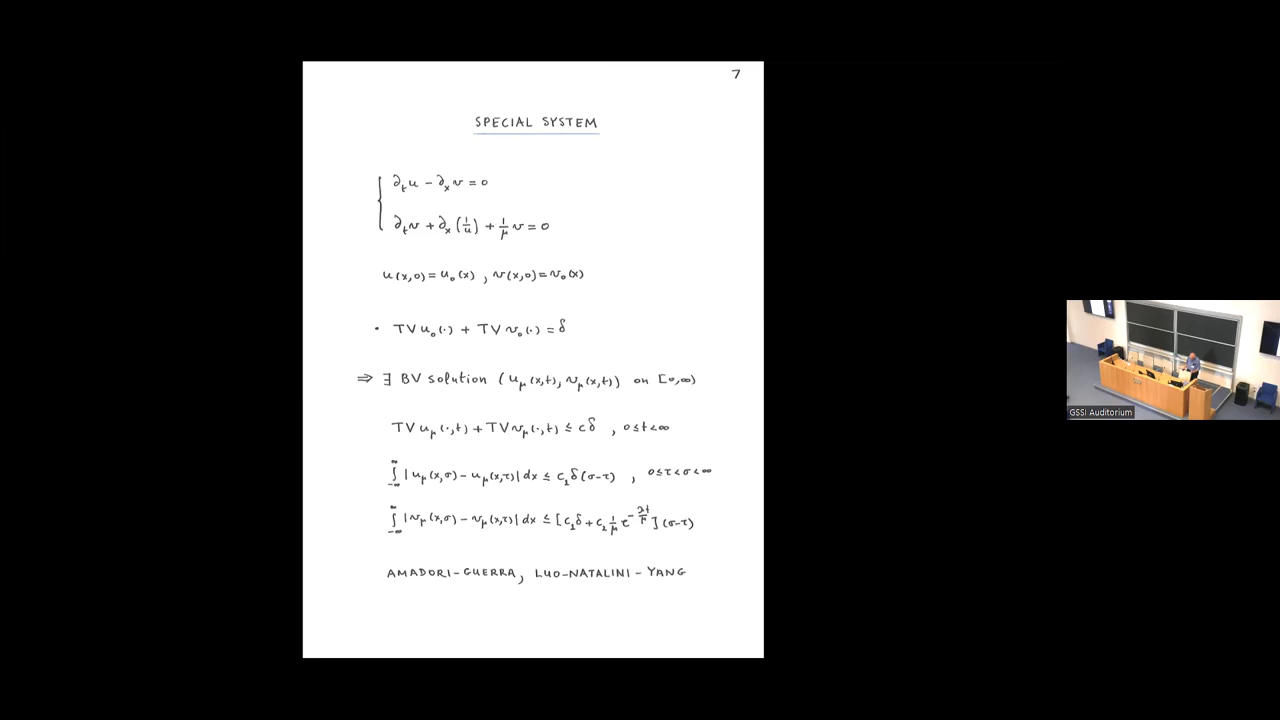 7
SPECIAL SYSTEM
∂ₜu − ∂ₓv = 0
∂ₜv + ∂ₓ(1/u) + 1/μ v = 0
u(x,0) = u₀(x) , v(x,0) = v₀(x)
• TV u₀(·) + TV v₀(·) = δ
⇒ ∃ BV solution (u_μ(x,t), v_μ(x,t)) on [0,∞)
TV u_μ(·,t) + TV v_μ(·,t) ≤ cδ , 0≤t<∞
∫_{-∞}^{∞} |u_μ(x,σ) − u_μ(x,τ)| dx ≤ c₁δ(σ−τ) , 0≤τ<σ<∞
∫_{-∞}^{∞} |v_μ(x,σ) − v_μ(x,τ)| dx ≤ [c₁δ + c₂ 1/μ e^{-λt/μ}] (σ−τ)
AMADORI-GUERRA, LUO-NATALINI-YANG
GSSI Auditorium